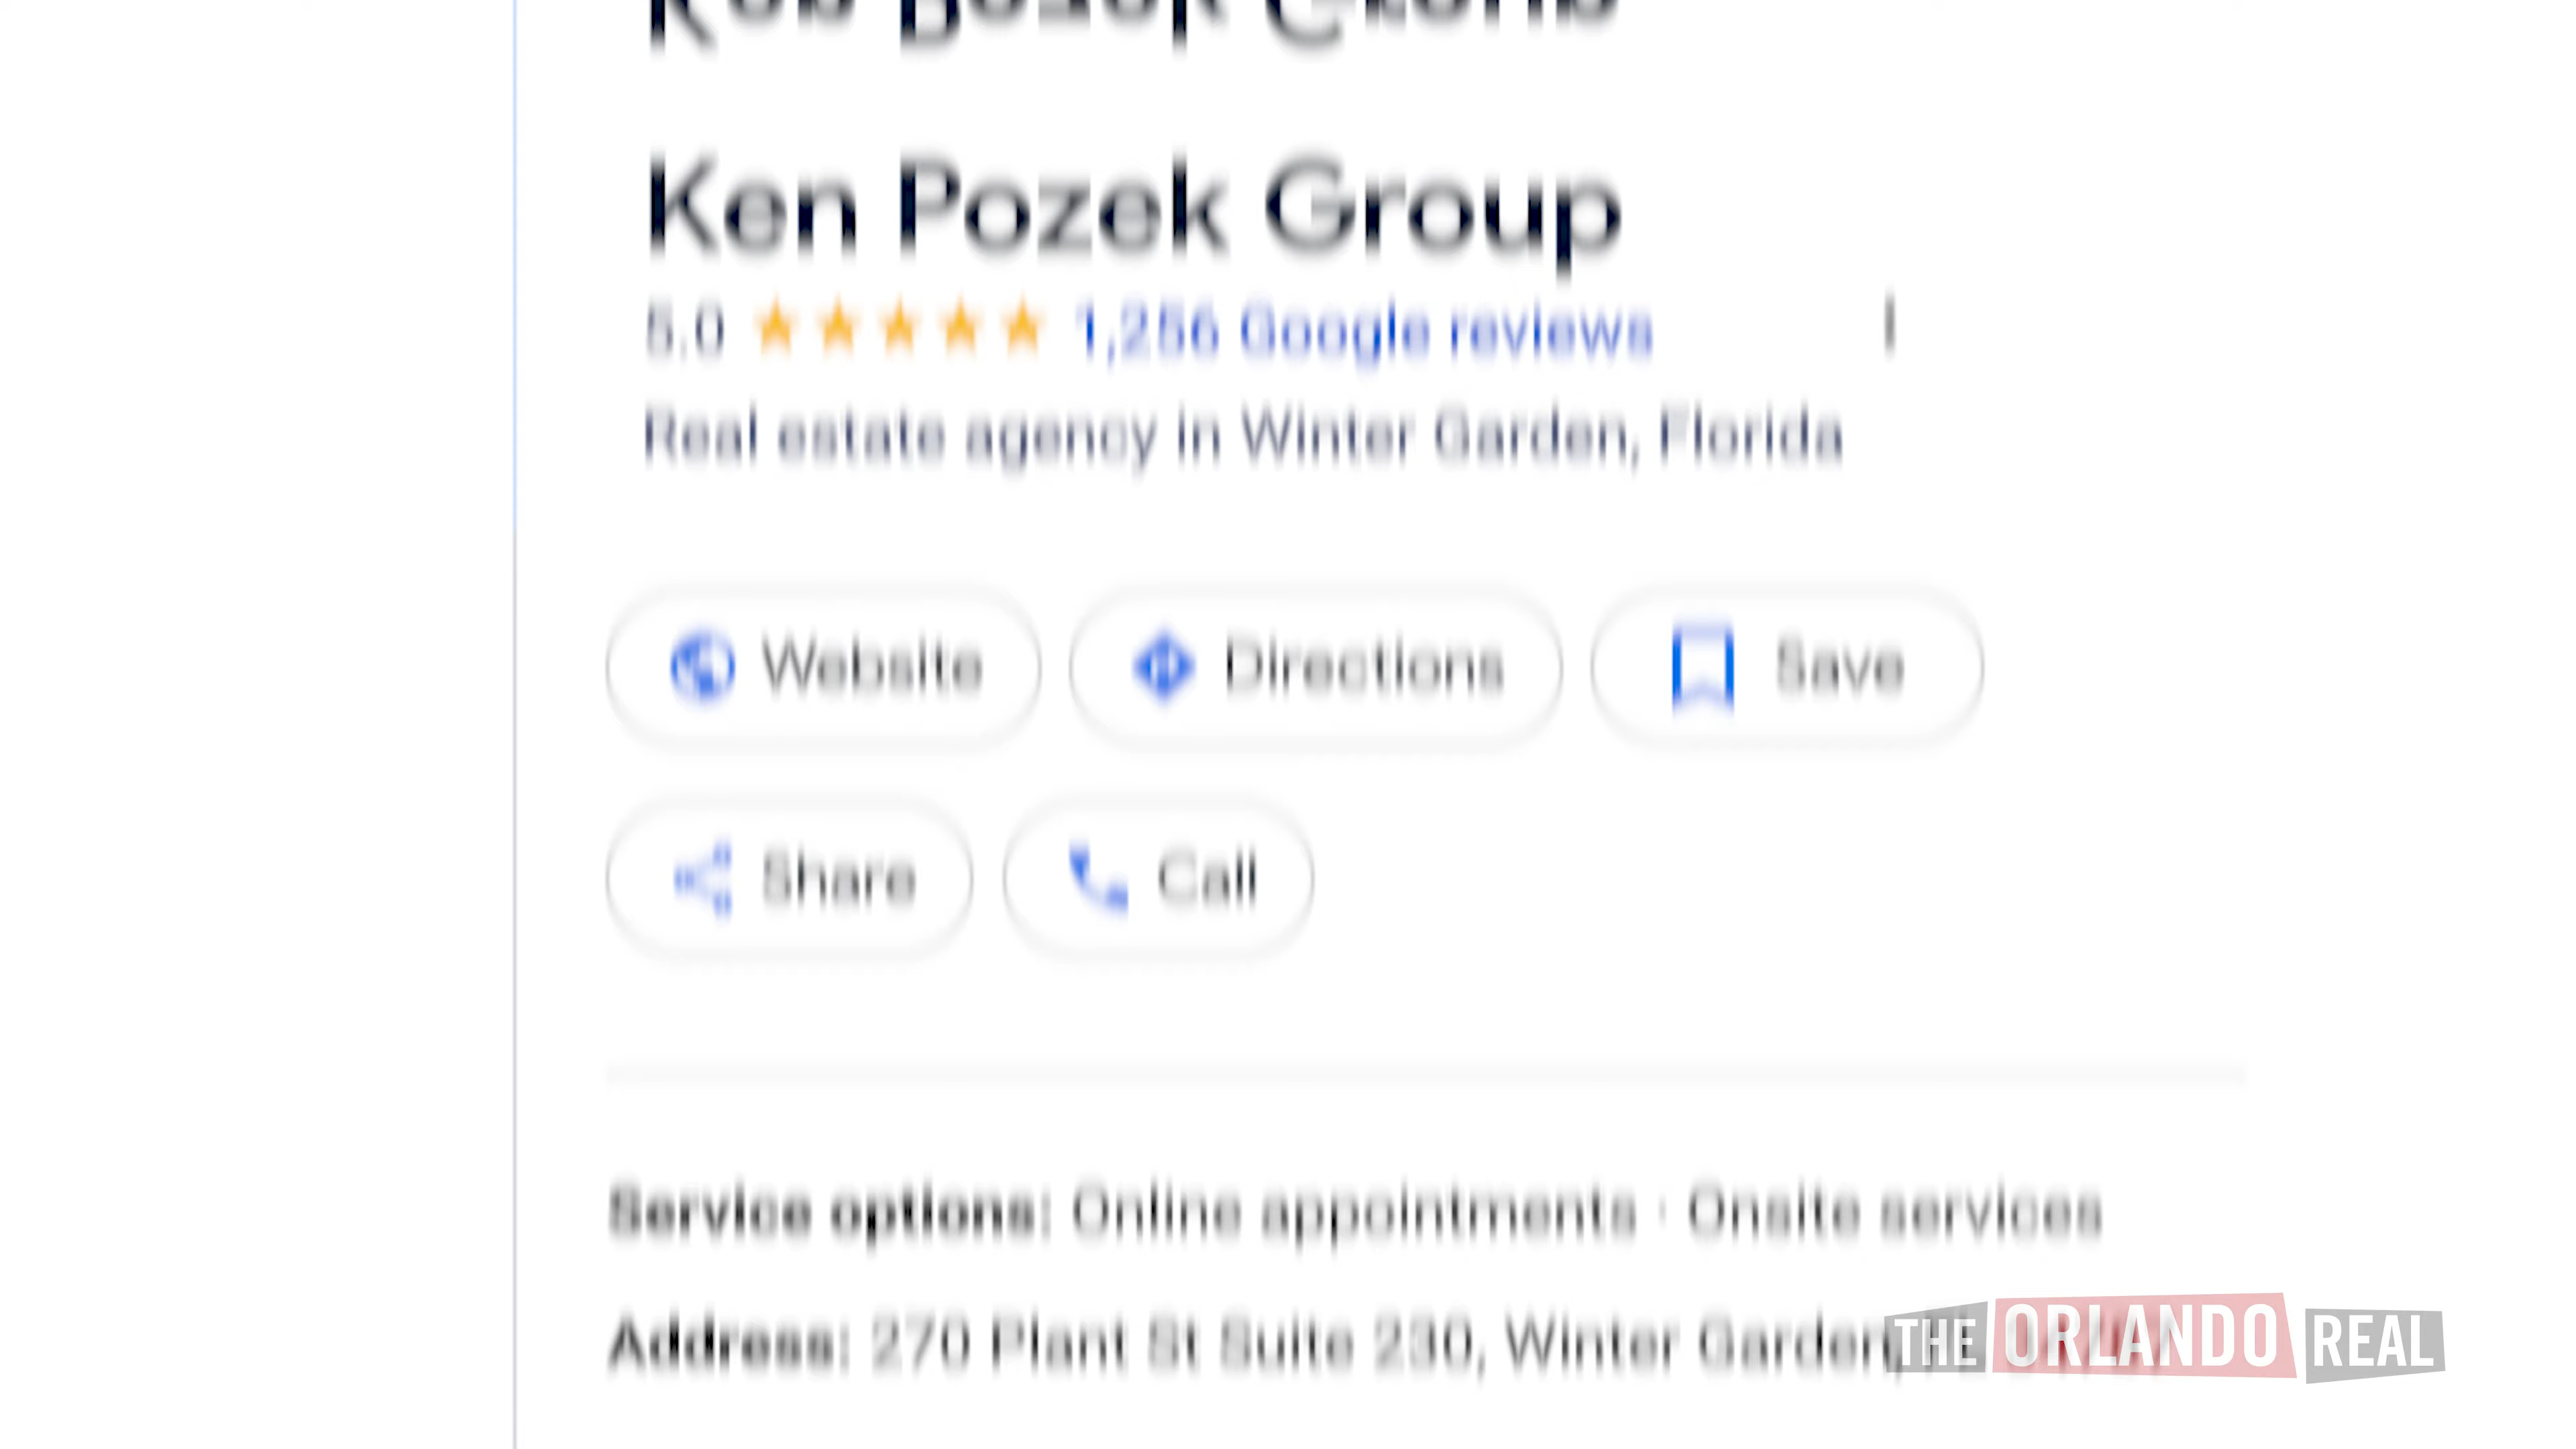 Ken Pozek Group
5.0 1,256 Google reviews
Real estate agency in Winter Garden, Florida
Website
Directions
Save
Share
Call
Service options: Online appointments · Onsite services
Address: 270 Plant St Suite 230, Winter Garden,
THE ORLANDO REAL